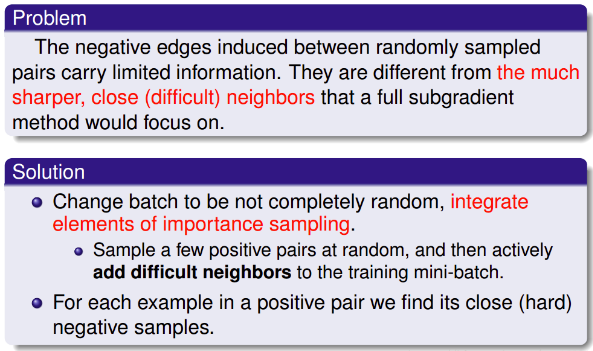 Problem
The negative edges induced between randomly sampled
pairs carry limited information. They are different from the much
sharper, close (difficult) neighbors that a full subgradient
method would focus on.
Solution
Change batch to be not completely random, integrate
elements of importance sampling.
Sample a few positive pairs at random, and then actively
add difficult neighbors to the training mini-batch.
For each example in a positive pair we find its close (hard)
negative samples.